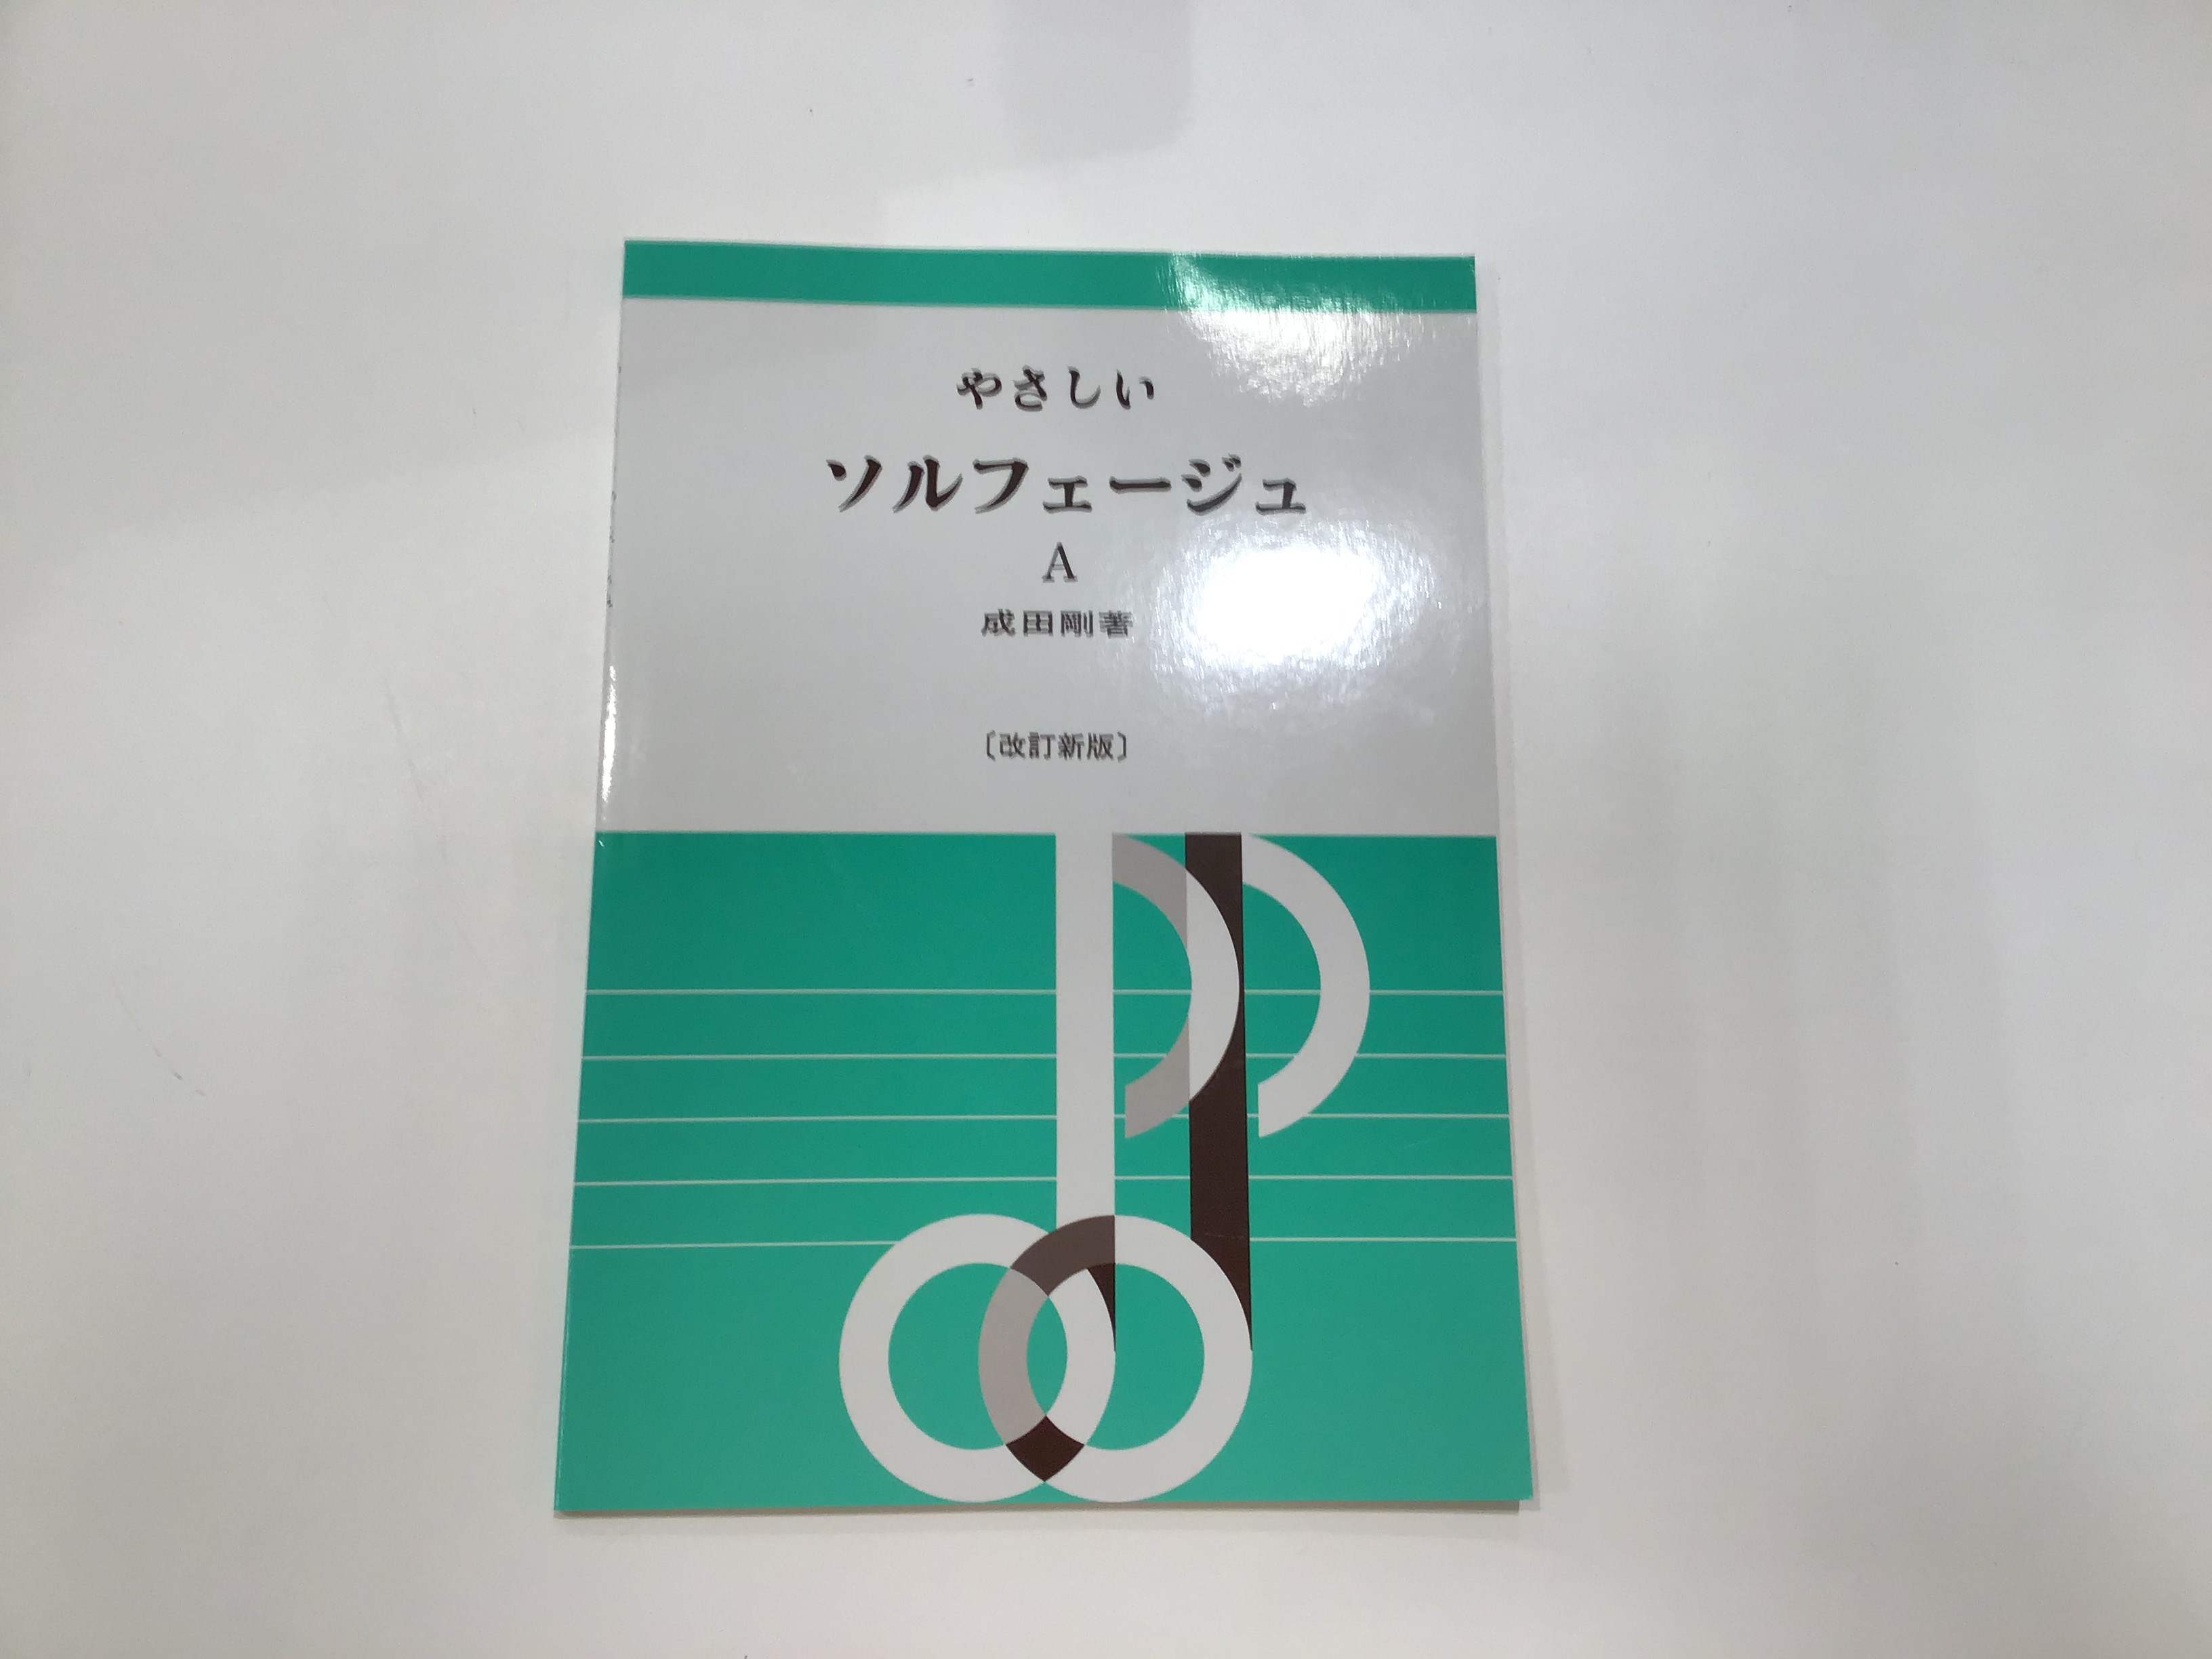 やさしい
ソルフェージュ
A
成田剛著
〔改訂新版〕